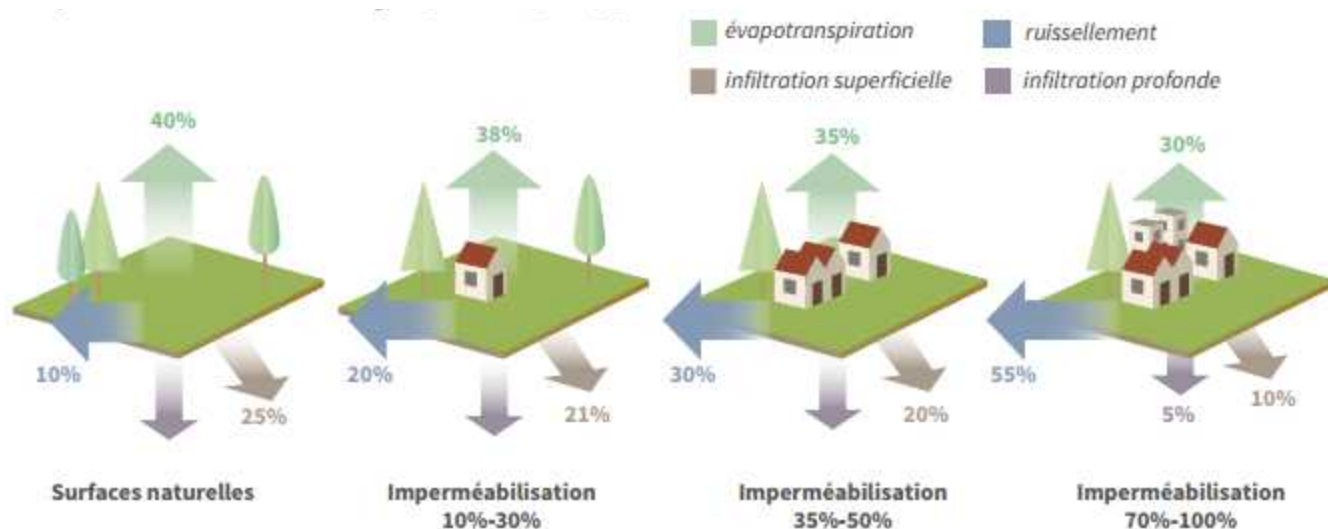 évapotranspiration
ruissellement
infiltration superficielle
infiltration profonde
40%
38%
35%
30%
10%
20%
30%
55%
25%
21%
20%
5%
10%
Surfaces naturelles
Imperméabilisation
10%-30%
Imperméabilisation
35%-50%
Imperméabilisation
70%-100%